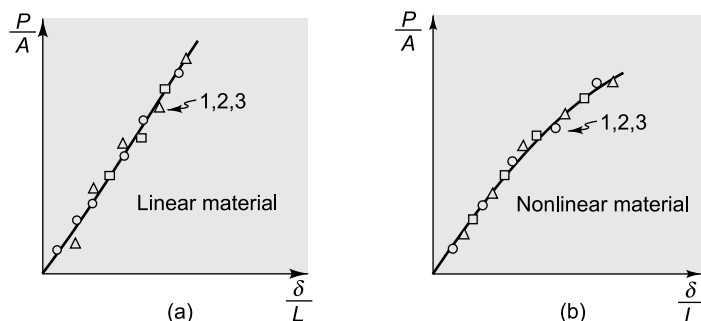 P
A
1,2,3
Linear material
δ
L
(a)
P
A
1,2,3
Nonlinear material
δ
(b)